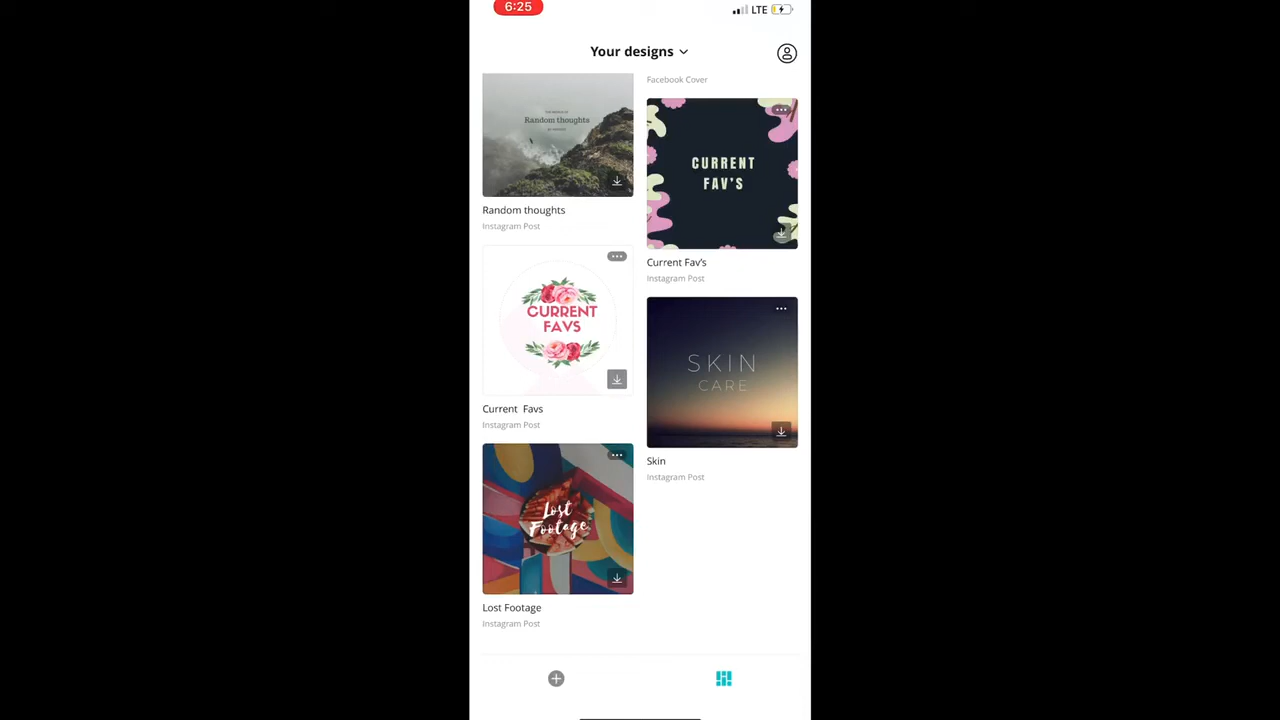 6:25
LTE
Your designs
Random thoughts
Random thoughts
Instagram Post
CURRENT
FAVS
Current Favs
Instagram Post
Lost
Footage
Lost Footage
Instagram Post
Facebook Cover
CURRENT
FAV'S
Current Fav's
Instagram Post
SKIN
CARE
Skin
Instagram Post